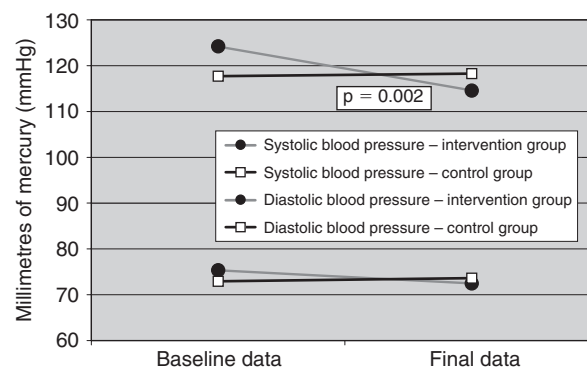 Millimetres of mercury (mmHg)
130
120
110
100
90
80
70
60
p = 0.002
Systolic blood pressure – intervention group
Systolic blood pressure – control group
Diastolic blood pressure – intervention group
Diastolic blood pressure – control group
Baseline data
Final data